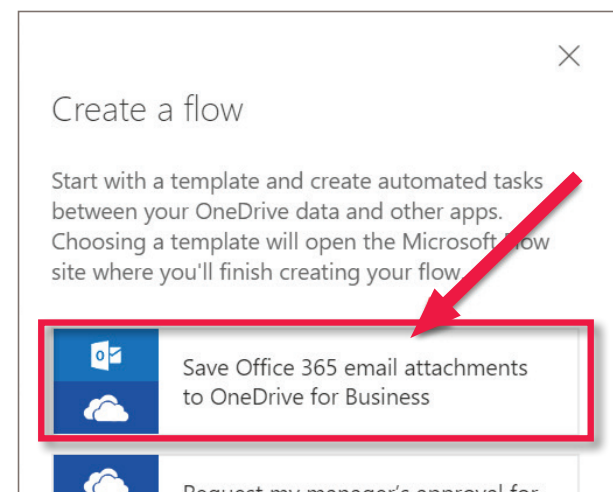 Create a flow
Start with a template and create automated tasks
between your OneDrive data and other apps.
Choosing a template will open the Microsoft Flow
site where you'll finish creating your flow.
Save Office 365 email attachments
to OneDrive for Business
Request my manager's approval for